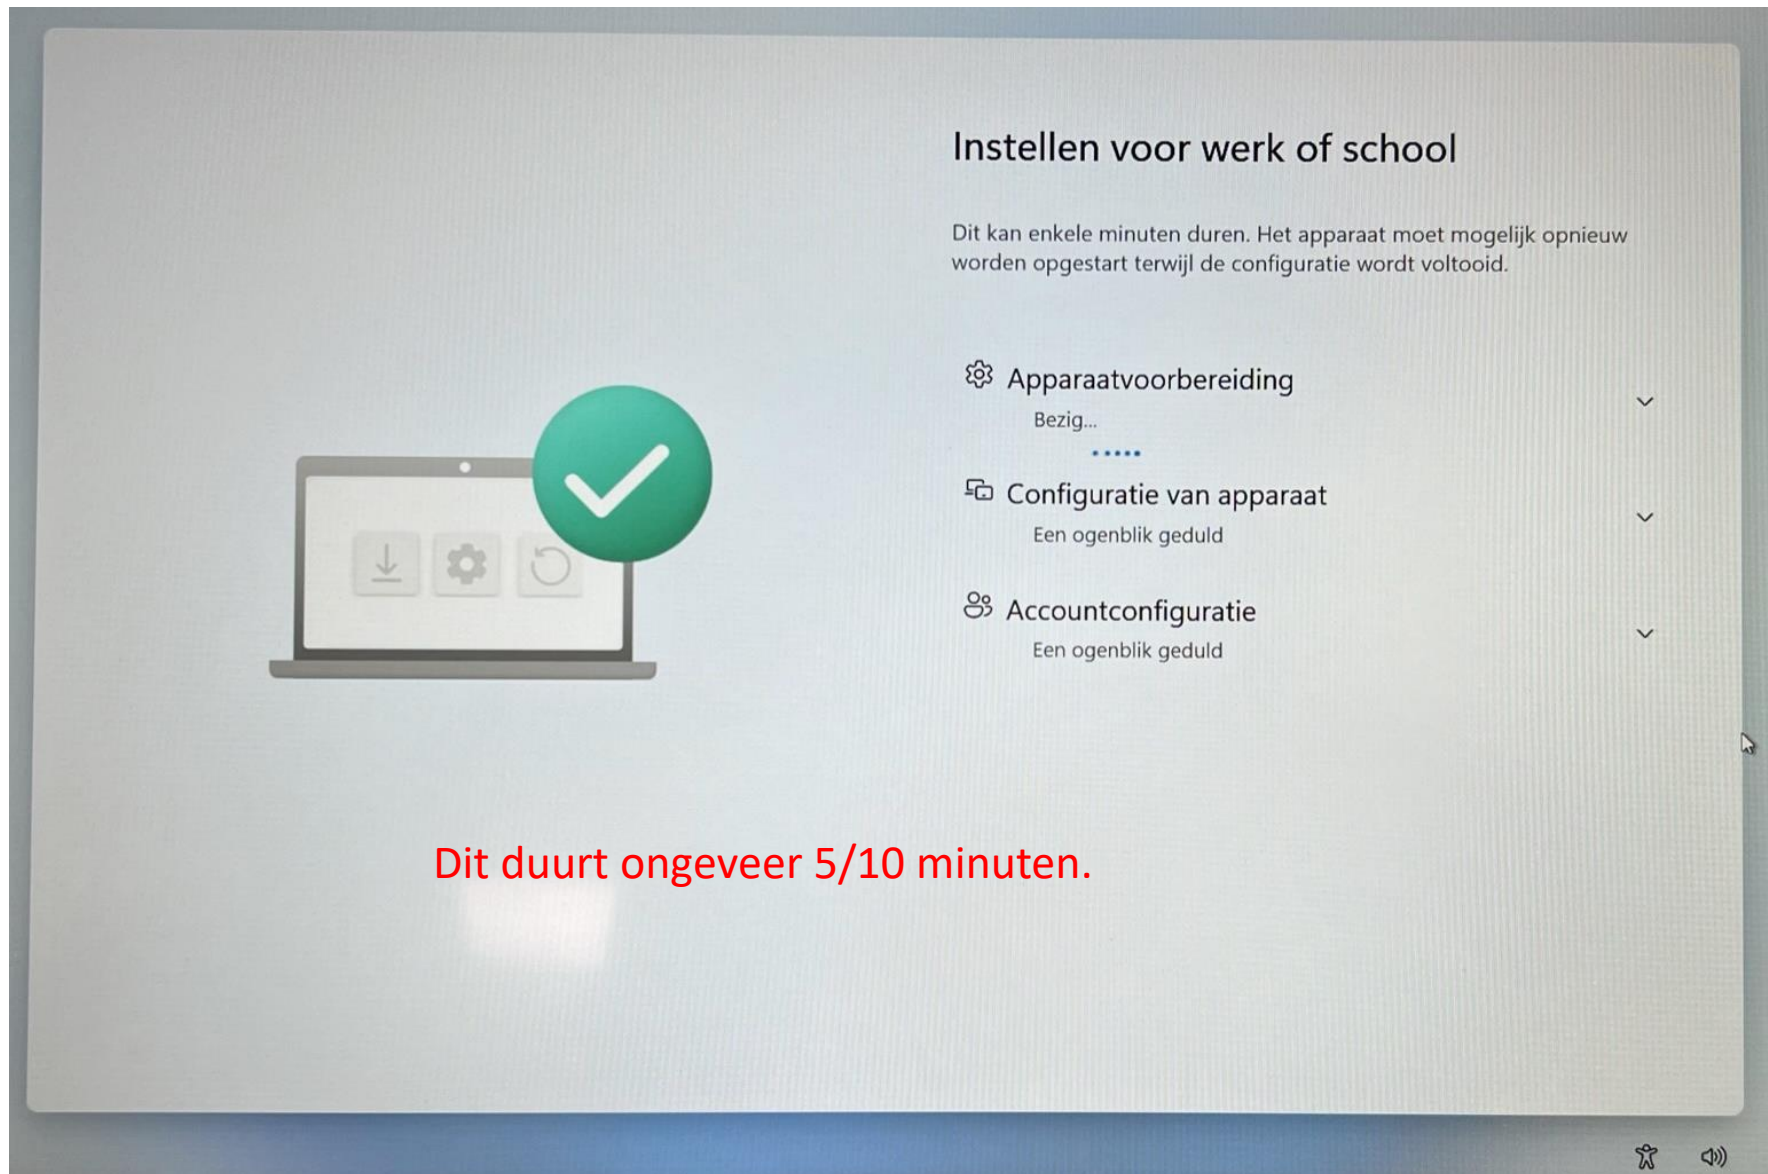 Instellen voor werk of school
Dit kan enkele minuten duren. Het apparaat moet mogelijk opnieuw
worden opgestart terwijl de configuratie wordt voltooid.
Apparaatvoorbereiding
Bezig...
Configuratie van apparaat
Een ogenblik geduld
Accountconfiguratie
Een ogenblik geduld
Dit duurt ongeveer 5/10 minuten.